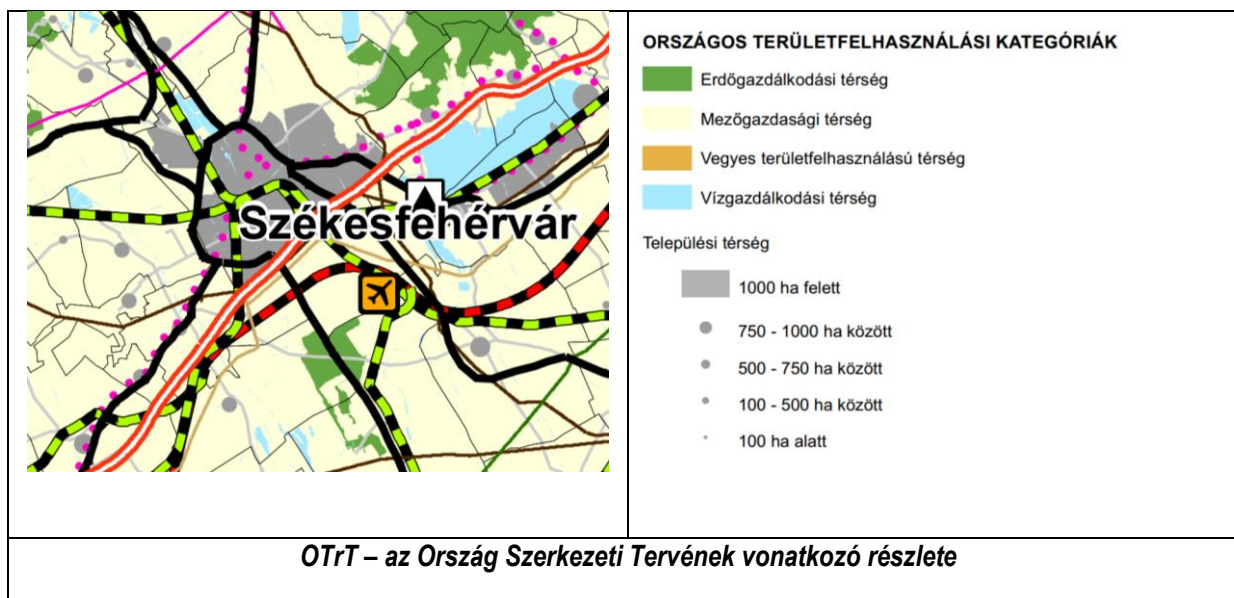 Székesfehérvár
ORSZÁGOS TERÜLETFELHASZNÁLÁSI KATEGÓRIÁK
Erdőgazdálkodási térség
Mezőgazdasági térség
Vegyes területfelhasználású térség
Vízgazdálkodási térség
Települési térség
1000 ha felett
750 - 1000 ha között
500 - 750 ha között
100 - 500 ha között
100 ha alatt
OTrT – az Ország Szerkezeti Tervének vonatkozó részlete